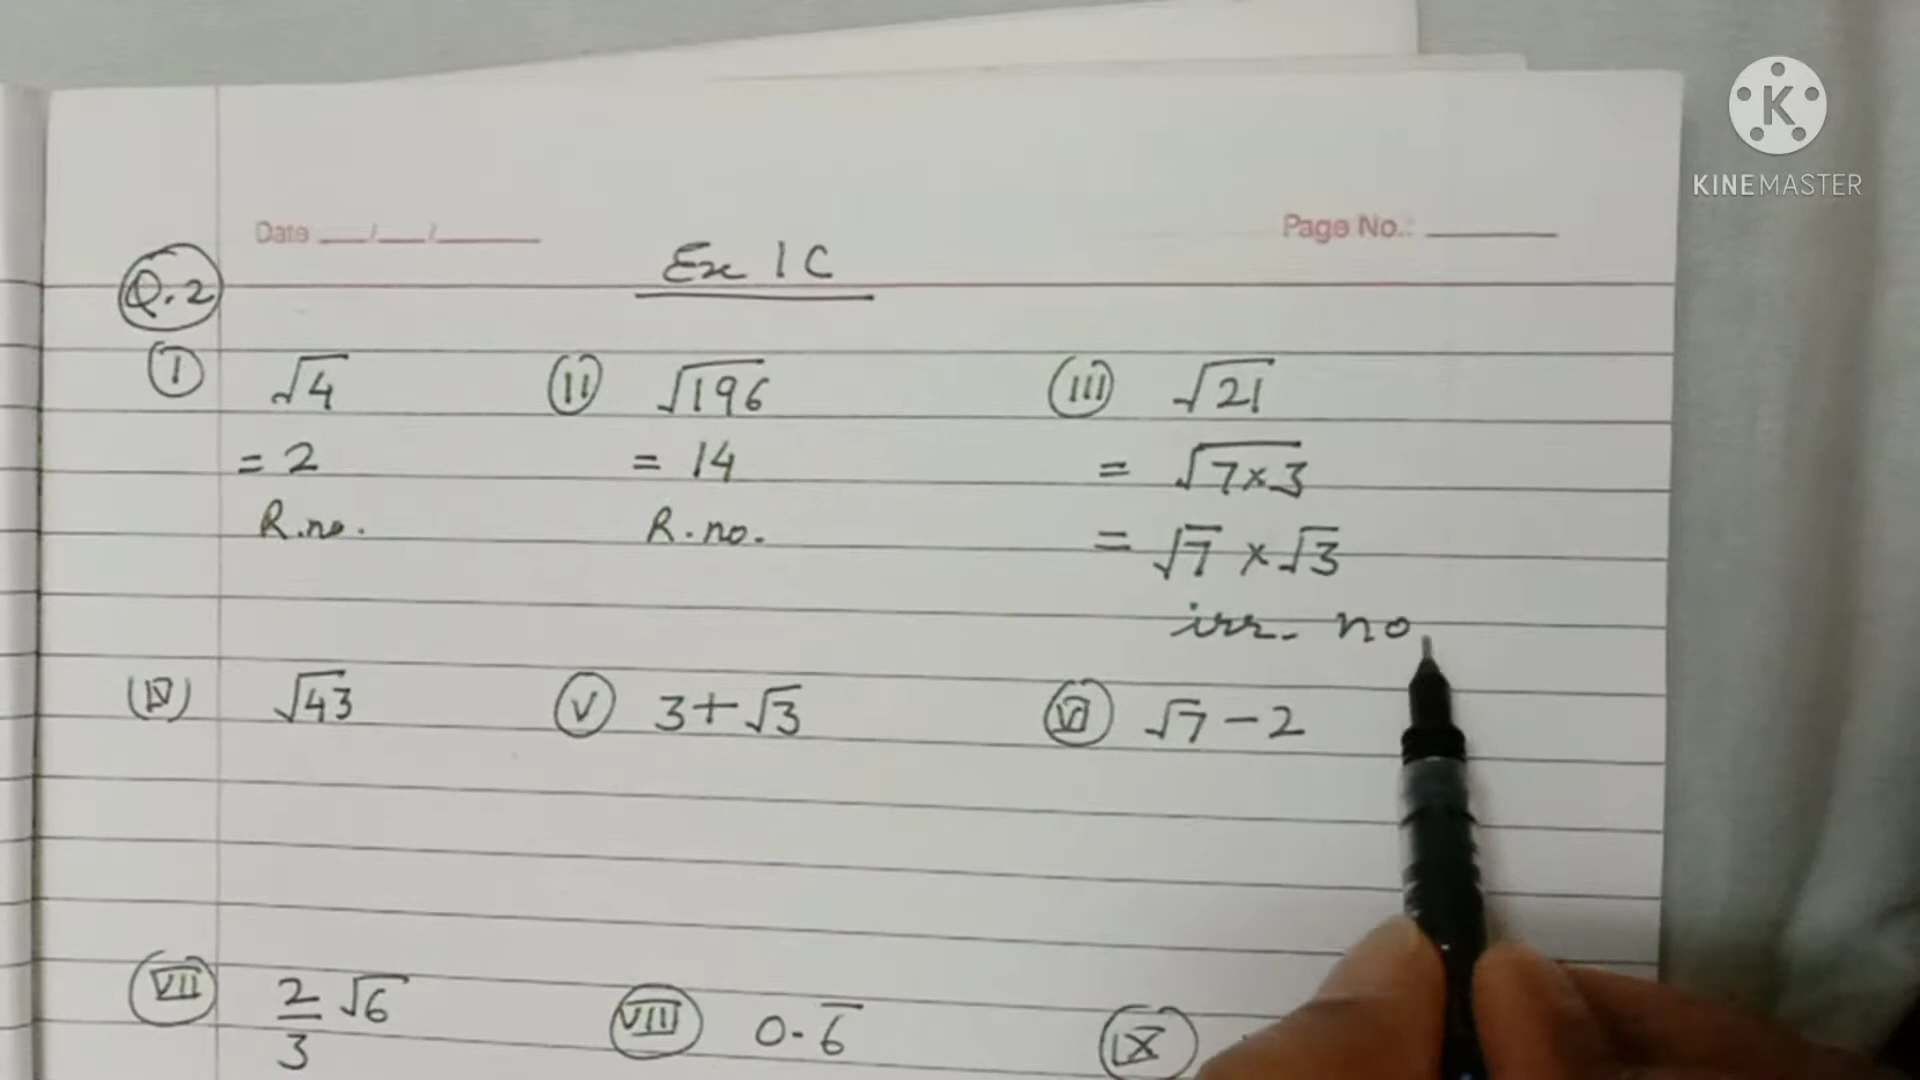 KINEMASTER
Date __/__/____ Page No.: ____
Ex 1C
Q.2
(I) √4 (II) √196 (III) √21
= 2 = 14 = √7×3
R.no. R.no. = √7 × √3
irr. no
(IV) √43 (V) 3+√3 (VI) √7 - 2
(VII) 2/3 √6 (VIII) 0.6̅ (IX)